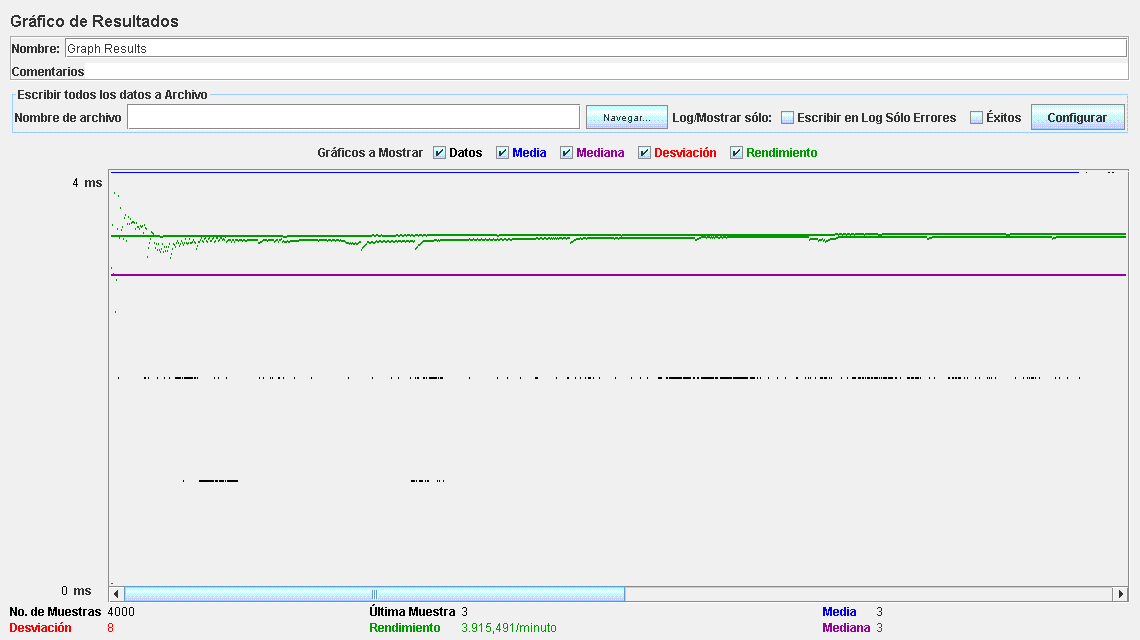 Gráfico de Resultados
Nombre: Graph Results
Comentarios
Escribir todos los datos a Archivo
Nombre de archivo Navegar... Log/Mostrar sólo: Escribir en Log Sólo Errores Éxitos Configurar
Gráficos a Mostrar Datos Media Mediana Desviación Rendimiento
4 ms
0 ms
No. de Muestras 4000 Última Muestra 3 Media 3
Desviación 8 Rendimiento 3.915,491/minuto Mediana 3